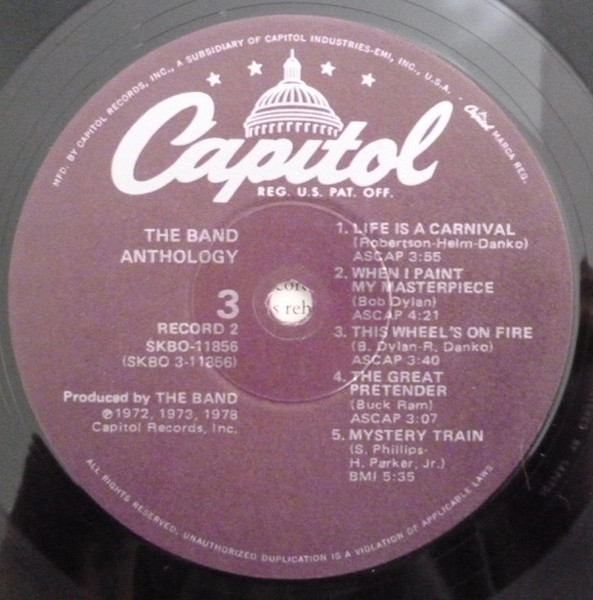 MFD. BY CAPITOL RECORDS, INC., A SUBSIDIARY OF CAPITOL INDUSTRIES-EMI, INC., U.S.A. · Capitol MARCA REG.
Capitol
REG. U.S. PAT. OFF.
THE BAND
ANTHOLOGY
3
RECORD 2
SKBO-11856
(SKBO 3-11856)
Produced by THE BAND
℗1972, 1973, 1978
Capitol Records, Inc.
1. LIFE IS A CARNIVAL
(Robertson-Helm-Danko)
ASCAP 3:55
2. WHEN I PAINT
MY MASTERPIECE
(Bob Dylan)
ASCAP 4:21
3. THIS WHEEL'S ON FIRE
(B. Dylan-R. Danko)
ASCAP 3:40
4. THE GREAT
PRETENDER
(Buck Ram)
ASCAP 3:07
5. MYSTERY TRAIN
(S. Phillips-
H. Parker, Jr.)
BMI 5:35
ALL RIGHTS RESERVED. UNAUTHORIZED DUPLICATION IS A VIOLATION OF APPLICABLE LAWS